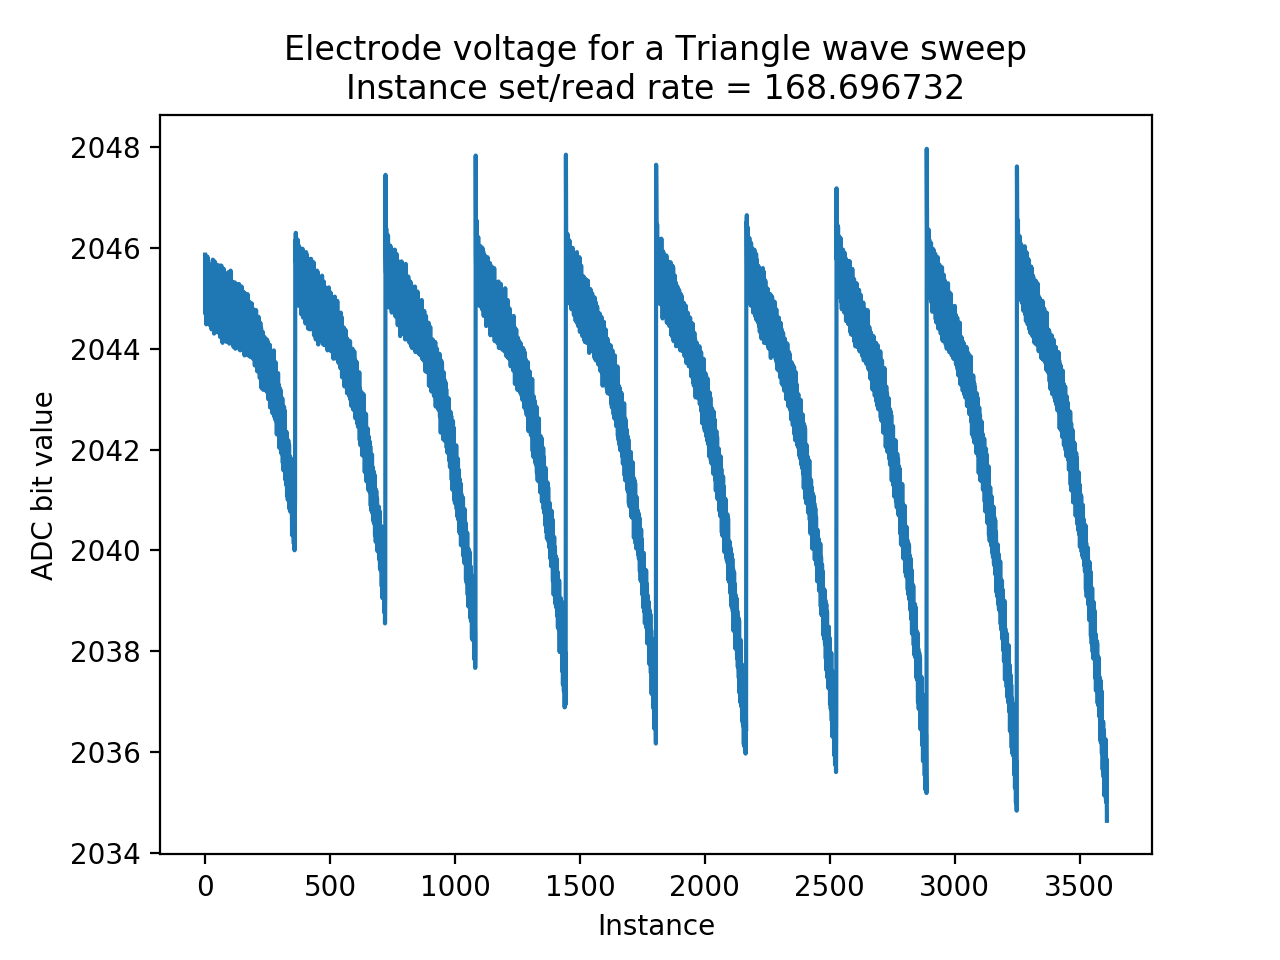 Electrode voltage for a Triangle wave sweep
Instance set/read rate = 168.696732
2048
2046
2044
2042
2040
2038
2036
2034
ADC bit value
0 500 1000 1500 2000 2500 3000 3500
Instance